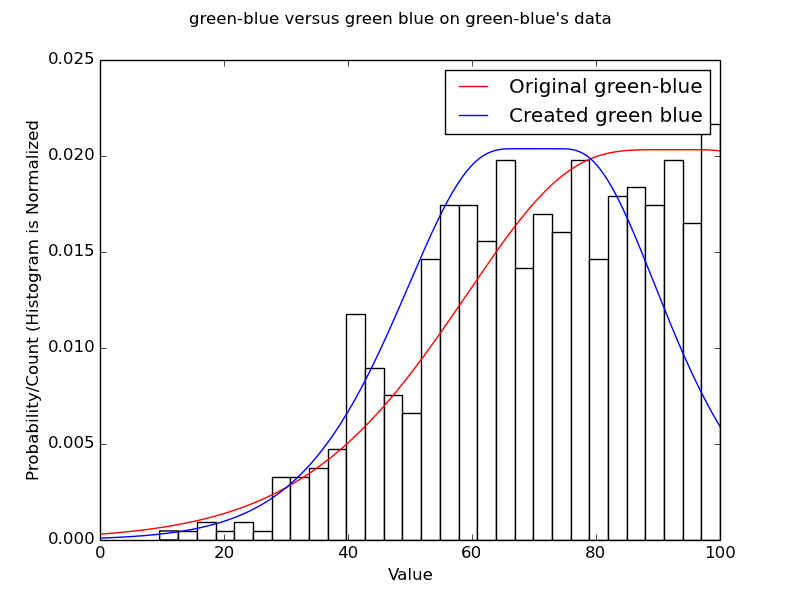 green-blue versus green blue on green-blue's data
0.025
0.020
0.015
0.010
0.005
0.000
Probability/Count (Histogram is Normalized
Original green-blue
Created green blue
0 20 40 60 80 100
Value